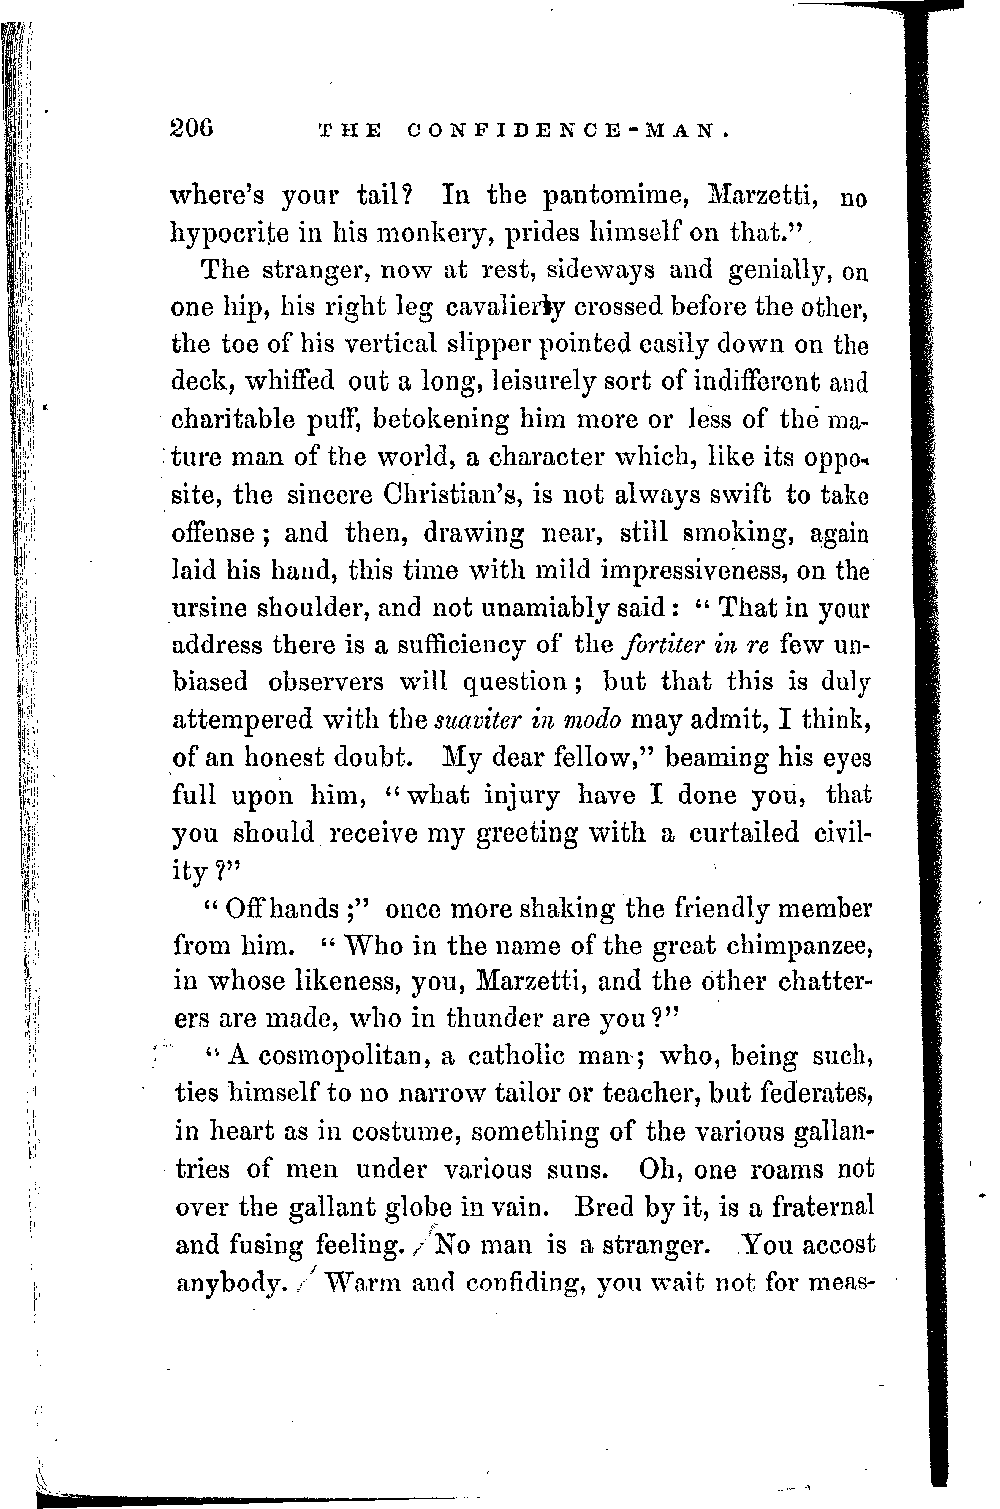 206 THE CONFIDENCE-MAN.
where's your tail? In the pantomime, Marzetti, no
hypocrite in his monkery, prides himself on that."
The stranger, now at rest, sideways and genially, on
one hip, his right leg cavalierly crossed before the other,
the toe of his vertical slipper pointed easily down on the
deck, whiffed out a long, leisurely sort of indifferent and
charitable puff, betokening him more or less of the ma-
ture man of the world, a character which, like its oppo-
site, the sincere Christian's, is not always swift to take
offense; and then, drawing near, still smoking, again
laid his hand, this time with mild impressiveness, on the
ursine shoulder, and not unamiably said: "That in your
address there is a sufficiency of the fortiter in re few un-
biased observers will question; but that this is duly
attempered with the suaviter in modo may admit, I think,
of an honest doubt. My dear fellow," beaming his eyes
full upon him, "what injury have I done you, that
you should receive my greeting with a curtailed civil-
ity?"
"Off hands;" once more shaking the friendly member
from him. "Who in the name of the great chimpanzee,
in whose likeness, you, Marzetti, and the other chatter-
ers are made, who in thunder are you?"
"A cosmopolitan, a catholic man; who, being such,
ties himself to no narrow tailor or teacher, but federates,
in heart as in costume, something of the various gallan-
tries of men under various suns. Oh, one roams not
over the gallant globe in vain. Bred by it, is a fraternal
and fusing feeling. No man is a stranger. You accost
anybody. Warm and confiding, you wait not for meas-